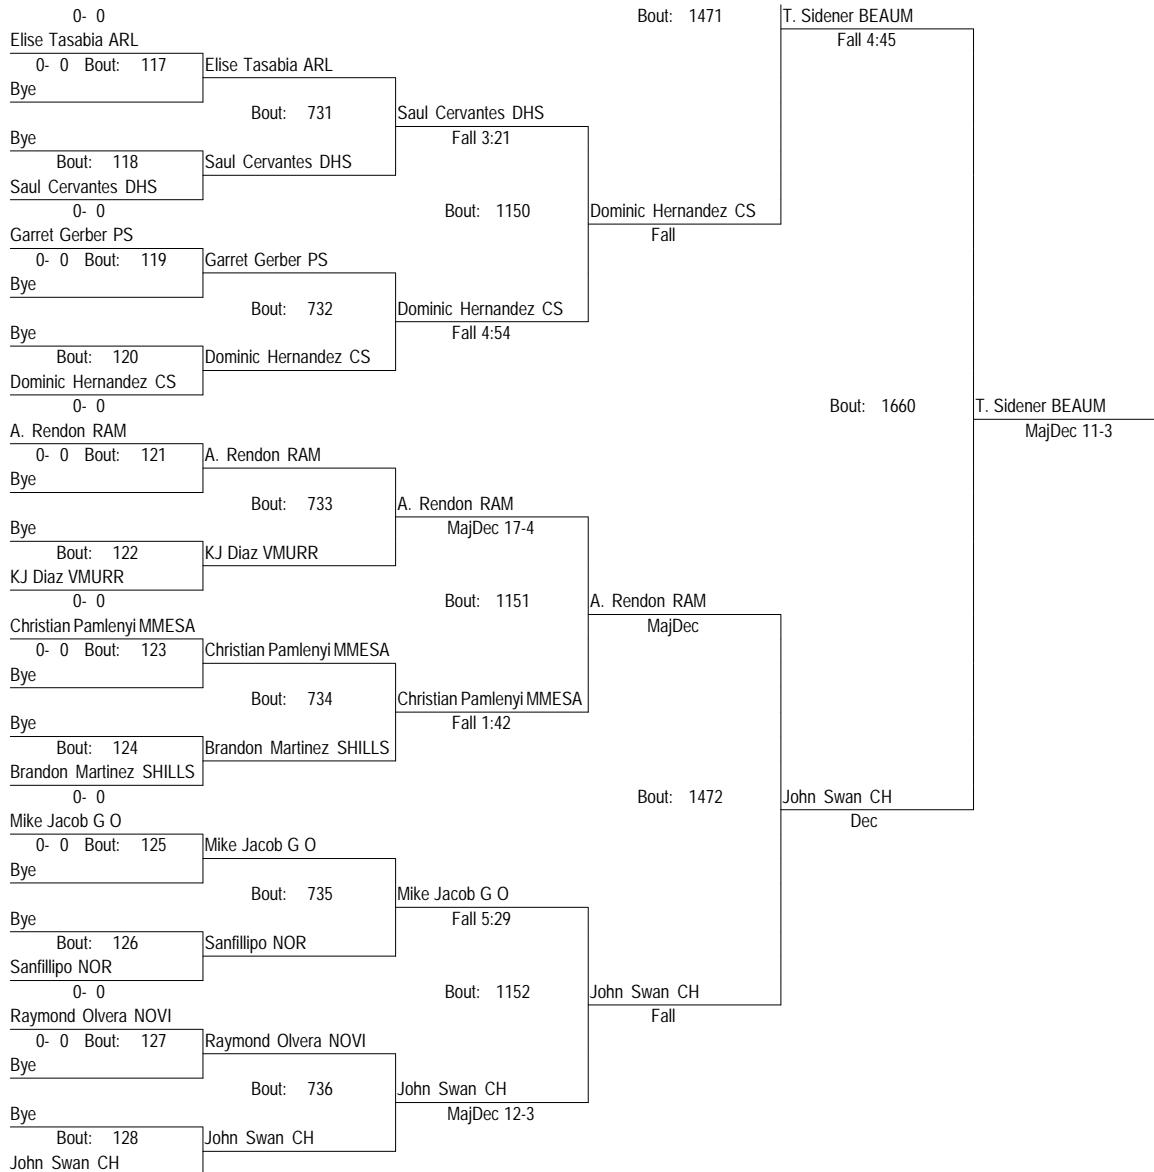 0- 0
Bout: 1471
T. Sidener BEAUM
Elise Tasabia ARL
Fall 4:45
0- 0 Bout: 117
Elise Tasabia ARL
Bye
Bout: 731
Saul Cervantes DHS
Bye
Fall 3:21
Bout: 118
Saul Cervantes DHS
Saul Cervantes DHS
0- 0
Bout: 1150
Dominic Hernandez CS
Garret Gerber PS
Fall
0- 0 Bout: 119
Garret Gerber PS
Bye
Bout: 732
Dominic Hernandez CS
Bye
Fall 4:54
Bout: 120
Dominic Hernandez CS
Dominic Hernandez CS
0- 0
Bout: 1660
T. Sidener BEAUM
A. Rendon RAM
MajDec 11-3
0- 0 Bout: 121
A. Rendon RAM
Bye
Bout: 733
A. Rendon RAM
Bye
MajDec 17-4
Bout: 122
KJ Diaz VMURR
KJ Diaz VMURR
0- 0
Bout: 1151
A. Rendon RAM
Christian Pamlenyi MMESA
MajDec
0- 0 Bout: 123
Christian Pamlenyi MMESA
Bye
Bout: 734
Christian Pamlenyi MMESA
Bye
Fall 1:42
Bout: 124
Brandon Martinez SHILLS
Brandon Martinez SHILLS
0- 0
Bout: 1472
John Swan CH
Mike Jacob G O
Dec
0- 0 Bout: 125
Mike Jacob G O
Bye
Bout: 735
Mike Jacob G O
Bye
Fall 5:29
Bout: 126
Sanfillipo NOR
Sanfillipo NOR
0- 0
Bout: 1152
John Swan CH
Raymond Olvera NOVI
Fall
0- 0 Bout: 127
Raymond Olvera NOVI
Bye
Bout: 736
John Swan CH
Bye
MajDec 12-3
Bout: 128
John Swan CH
John Swan CH